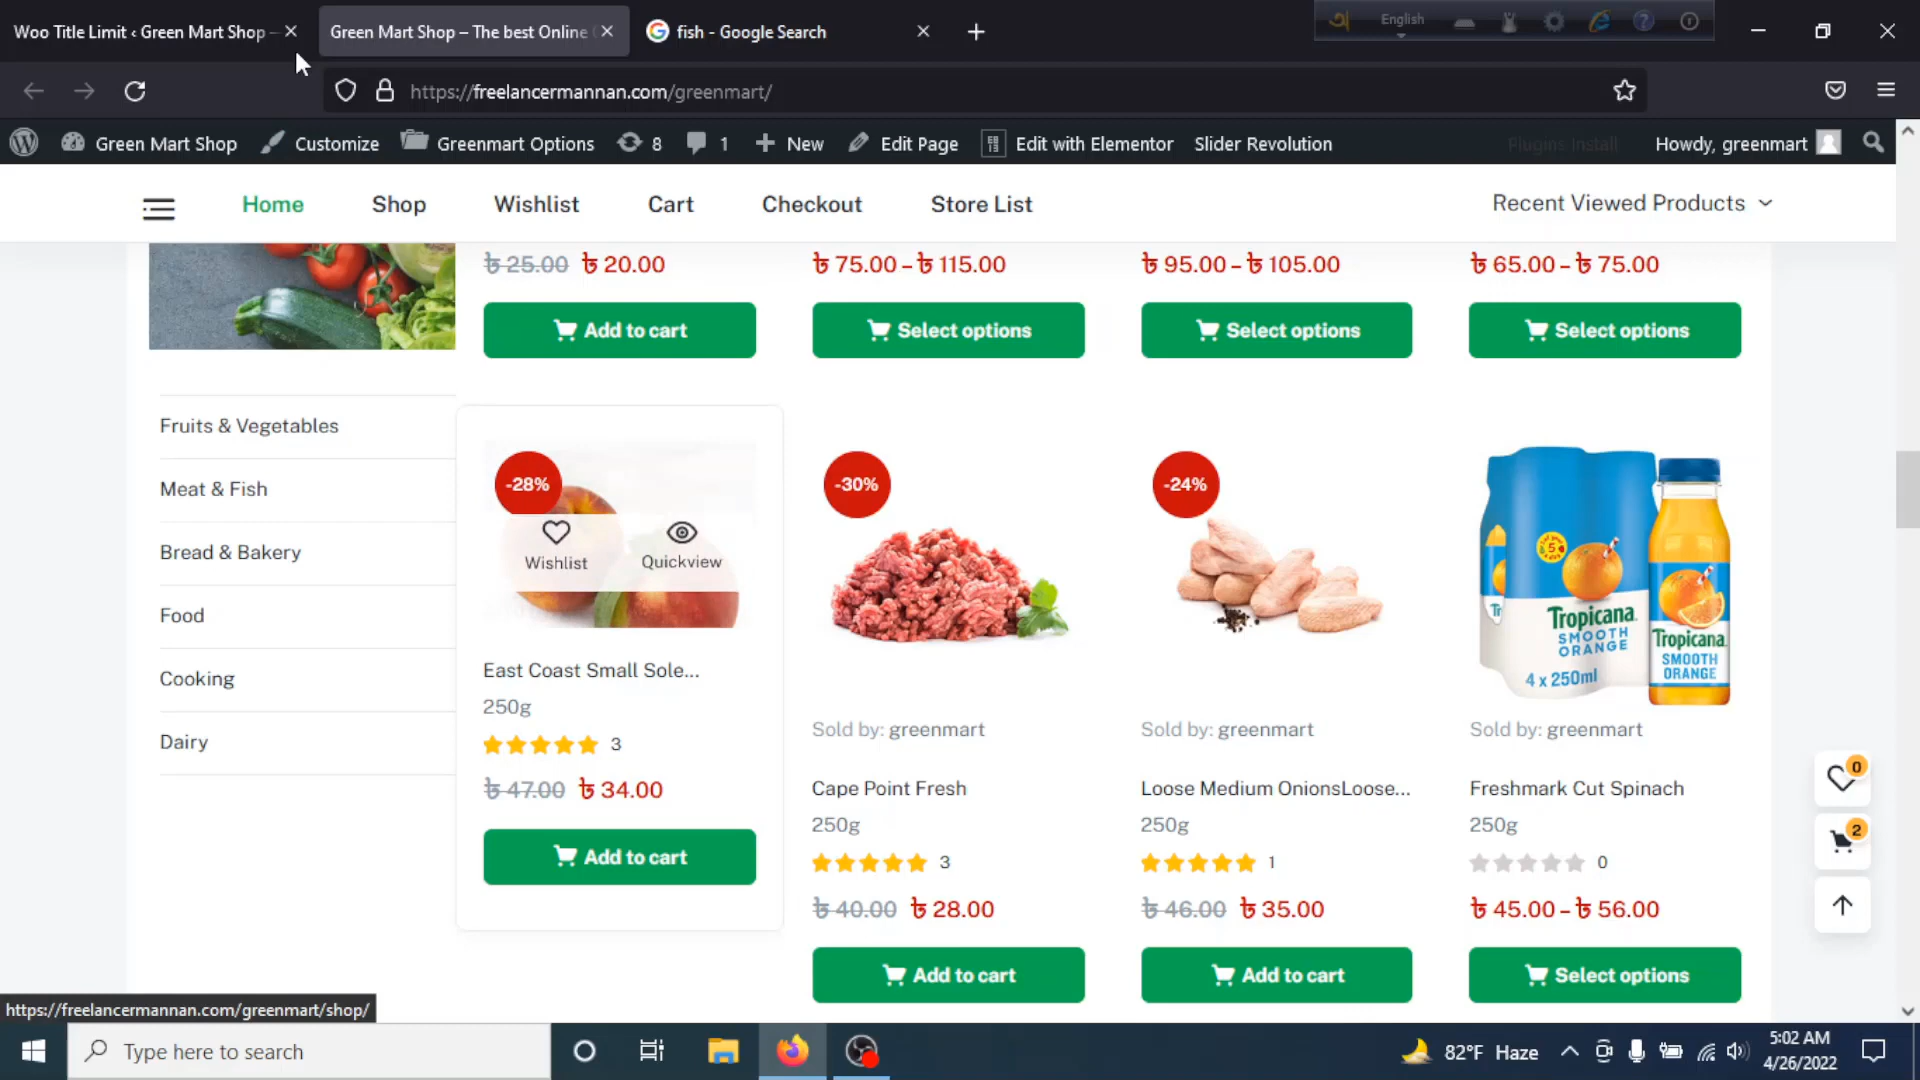 Woo Title Limit ‹ Green Mart Shop –
Green Mart Shop – The best Online
fish - Google Search
English
https://freelancermannan.com/greenmart/
Green Mart Shop
Customize
Greenmart Options
8
1
New
Edit Page
Edit with Elementor
Slider Revolution
Plugins Install
Howdy, greenmart
Home
Shop
Wishlist
Cart
Checkout
Store List
Recent Viewed Products
৳ 25.00 ৳ 20.00
৳ 75.00 – ৳ 115.00
৳ 95.00 – ৳ 105.00
৳ 65.00 – ৳ 75.00
Add to cart
Select options
Select options
Select options
Fruits & Vegetables
Meat & Fish
Bread & Bakery
Food
Cooking
Dairy
-28%
Wishlist
Quickview
East Coast Small Sole...
250g
3
৳ 47.00 ৳ 34.00
Add to cart
-30%
Sold by: greenmart
Cape Point Fresh
250g
3
৳ 40.00 ৳ 28.00
Add to cart
-24%
Sold by: greenmart
Loose Medium OnionsLoose...
250g
1
৳ 46.00 ৳ 35.00
Add to cart
5
Tropicana
SMOOTH
ORANGE
4 x 250ml
Tropicana
SMOOTH
ORANGE
Sold by: greenmart
Freshmark Cut Spinach
250g
0
৳ 45.00 – ৳ 56.00
Select options
0
2
https://freelancermannan.com/greenmart/shop/
Type here to search
82°F Haze
5:02 AM
4/26/2022